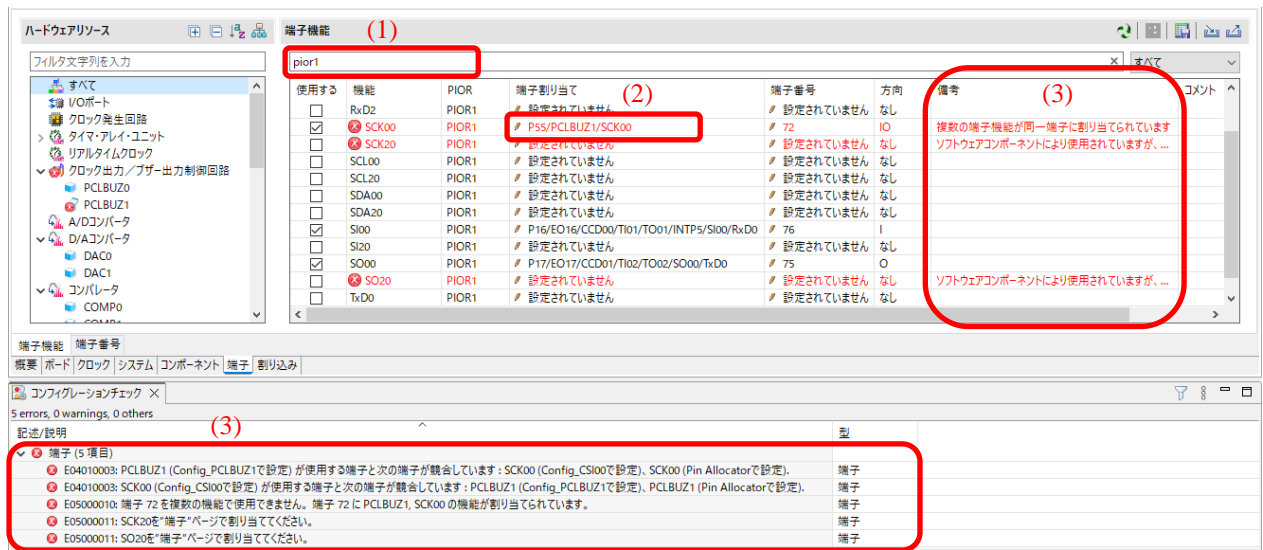 ハードウェアリソース
端子機能
(1)
フィルタ文字列を入力
pior1
すべて
すべて
I/Oポート
クロック発生回路
タイマ・アレイ・ユニット
リアルタイムクロック
クロック出力／ブザー出力制御回路
PCLBUZ0
PCLBUZ1
A/Dコンバータ
D/Aコンバータ
DAC0
DAC1
コンパレータ
COMP0
COMP1
使用する 機能 PIOR 端子割り当て (2) 端子番号 方向 備考 (3) コメント
RxD2 PIOR1 設定されていません 設定されていません なし
SCK00 PIOR1 P55/PCLBUZ1/SCK00 72 IO 複数の端子機能が同一端子に割り当てられています
SCK20 PIOR1 設定されていません 設定されていません なし ソフトウェアコンポーネントにより使用されていますが、...
SCL00 PIOR1 設定されていません 設定されていません なし
SCL20 PIOR1 設定されていません 設定されていません なし
SDA00 PIOR1 設定されていません 設定されていません なし
SDA20 PIOR1 設定されていません 設定されていません なし
SI00 PIOR1 P16/EO16/CCD00/TI01/TO01/INTP5/SI00/RxD0 76 I
SI20 PIOR1 設定されていません 設定されていません なし
SO00 PIOR1 P17/EO17/CCD01/TI02/TO02/SO00/TxD0 75 O
SO20 PIOR1 設定されていません 設定されていません なし ソフトウェアコンポーネントにより使用されていますが、...
TxD0 PIOR1 設定されていません 設定されていません なし
端子機能 端子番号
概要 ボード クロック システム コンポーネント 端子 割り込み
コンフィグレーションチェック
5 errors, 0 warnings, 0 others
記述/説明 (3) 型
端子 (5 項目)
E04010003: PCLBUZ1 (Config_PCLBUZ1で設定) が使用する端子と次の端子が競合しています : SCK00 (Config_CSI00で設定)、SCK00 (Pin Allocatorで設定). 端子
E04010003: SCK00 (Config_CSI00で設定) が使用する端子と次の端子が競合しています : PCLBUZ1 (Config_PCLBUZ1で設定)、PCLBUZ1 (Pin Allocatorで設定). 端子
E05000010: 端子 72 を複数の機能で使用できません。端子 72 に PCLBUZ1, SCK00 の機能が割り当てられています。 端子
E05000011: SCK20を"端子"ページで割り当ててください。 端子
E05000011: SO20を"端子"ページで割り当ててください。 端子